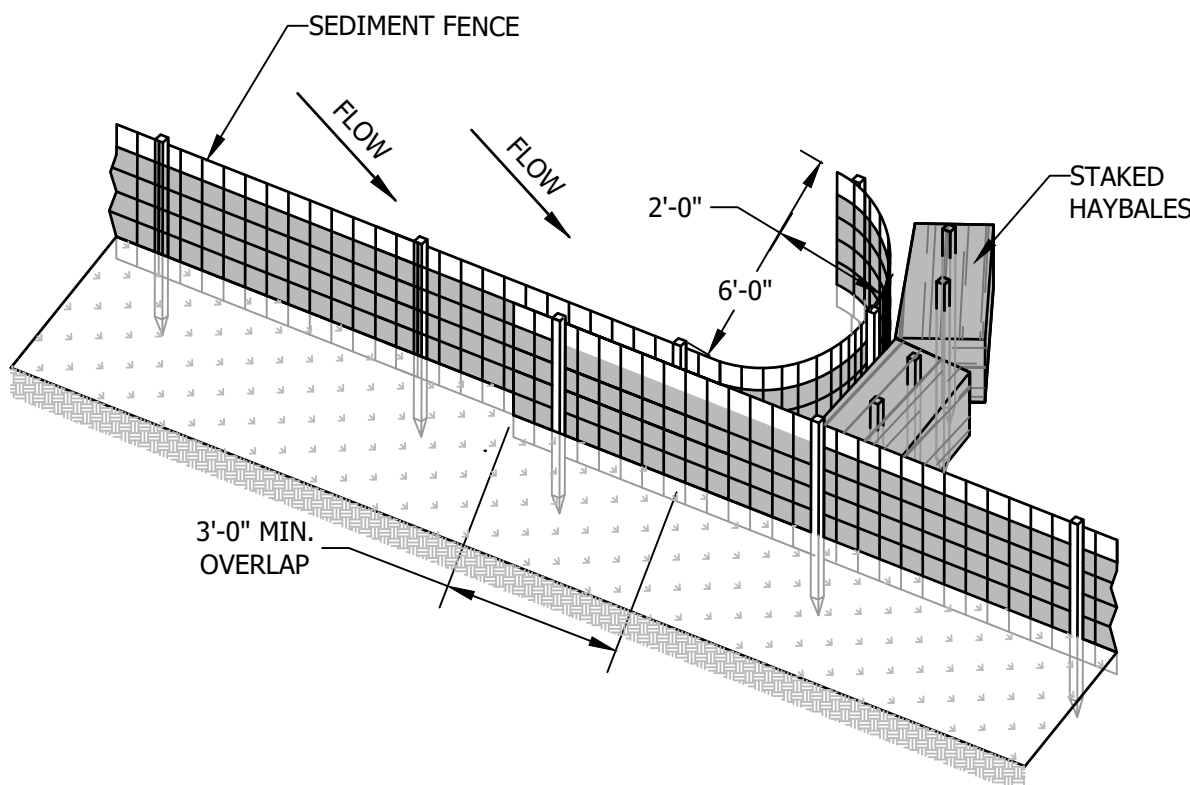 SEDIMENT FENCE
FLOW
FLOW
2'-0"
6'-0"
STAKED
HAYBALES
3'-0" MIN.
OVERLAP